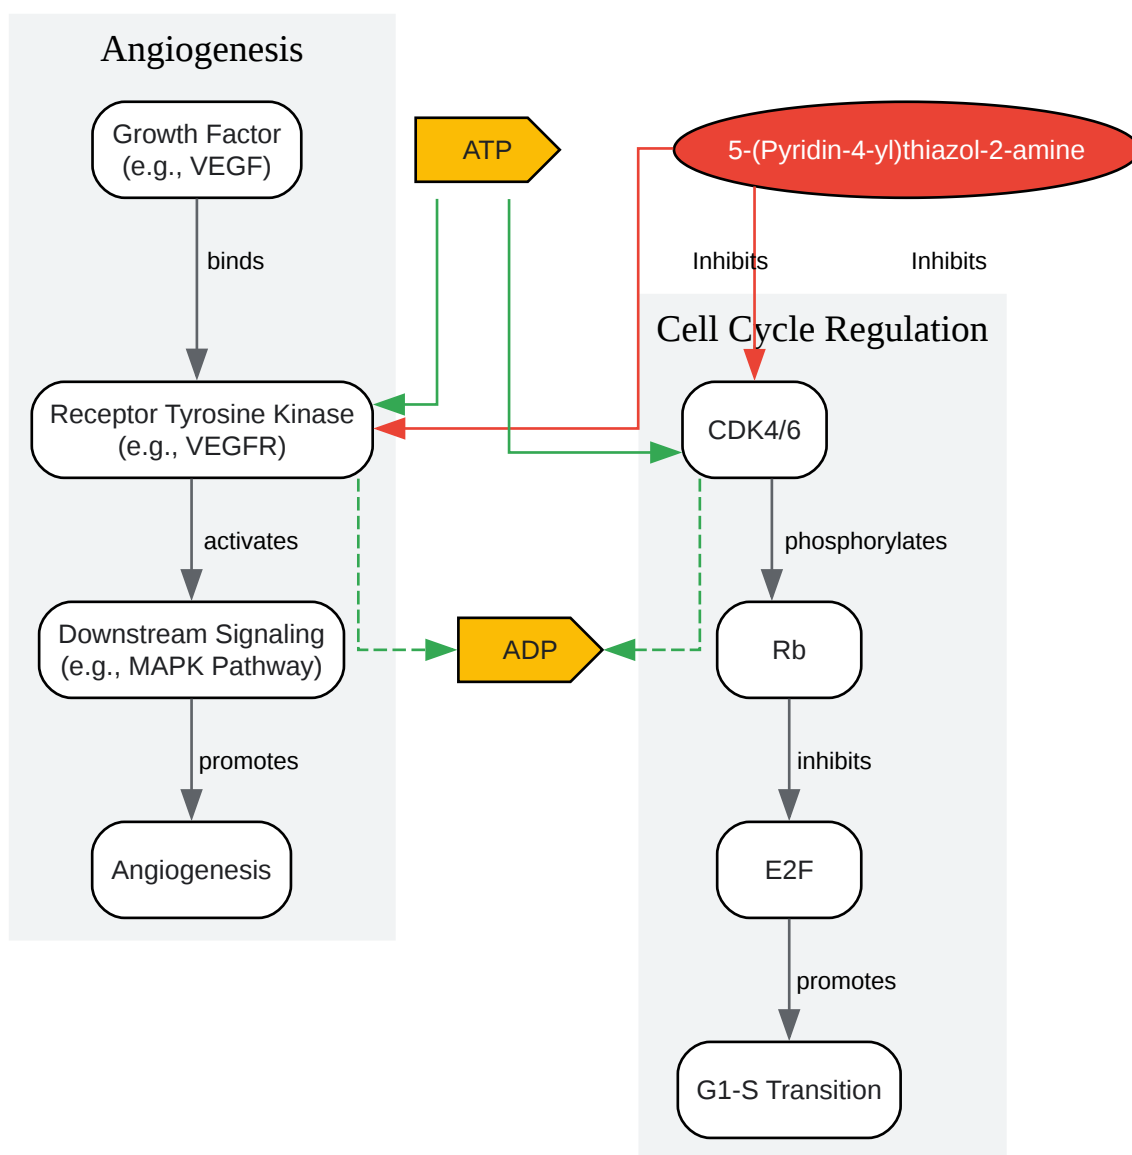 Angiogenesis
Growth Factor
(e.g., VEGF)
ATP
5-(Pyridin-4-yl)thiazol-2-amine
binds
Inhibits
Inhibits
Cell Cycle Regulation
Receptor Tyrosine Kinase
(e.g., VEGFR)
CDK4/6
activates
phosphorylates
Downstream Signaling
(e.g., MAPK Pathway)
ADP
Rb
promotes
inhibits
Angiogenesis
E2F
promotes
G1-S Transition